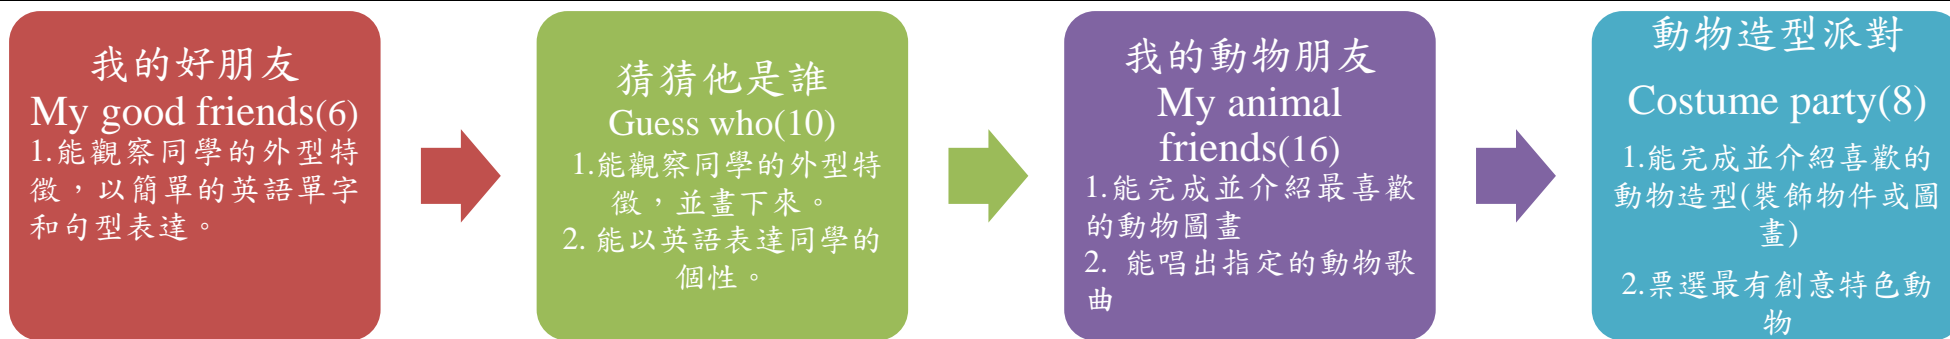 我的好朋友
My good friends(6)
1.能觀察同學的外型特
徵，以簡單的英語單字
和句型表達。
猜猜他是誰
Guess who(10)
1.能觀察同學的外型特
徵，並畫下來。
2. 能以英語表達同學的
個性。
我的動物朋友
My animal
friends(16)
1.能完成並介紹最喜歡
的動物圖畫
2. 能唱出指定的動物歌
曲
動物造型派對
Costume party(8)
1.能完成並介紹喜歡的
動物造型(裝飾物件或圖
畫)
2.票選最有創意特色動
物